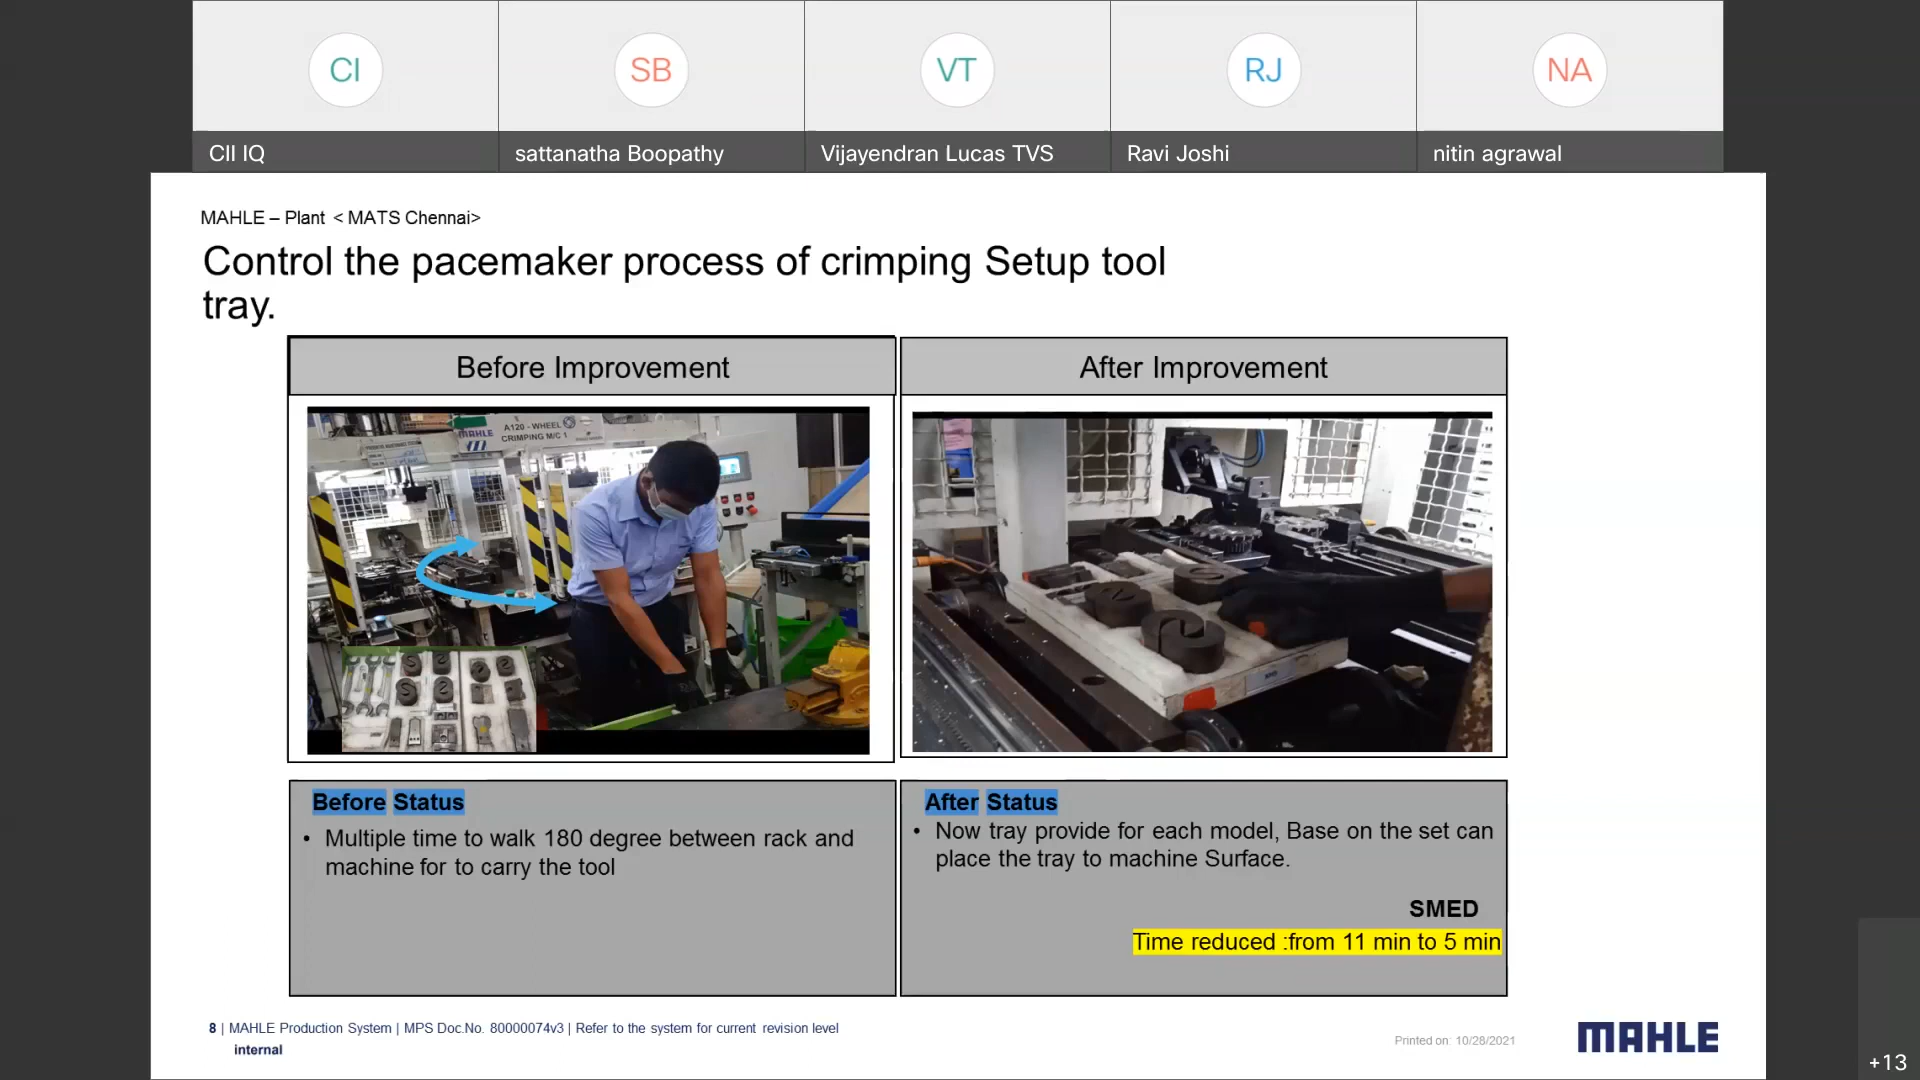 CI
SB
VT
RJ
NA
CII IQ
sattanatha Boopathy
Vijayendran Lucas TVS
Ravi Joshi
nitin agrawal
MAHLE – Plant < MATS Chennai>
Control the pacemaker process of crimping Setup tool
tray.
Before Improvement
After Improvement
MAHLE
A120 - WHEEL
CRIMPING M/C 1
Before Status
• Multiple time to walk 180 degree between rack and
machine for to carry the tool
After Status
• Now tray provide for each model, Base on the set can
place the tray to machine Surface.
SMED
Time reduced :from 11 min to 5 min
8 | MAHLE Production System | MPS Doc.No. 80000074v3 | Refer to the system for current revision level
internal
Printed on: 10/28/2021
MAHLE
+13